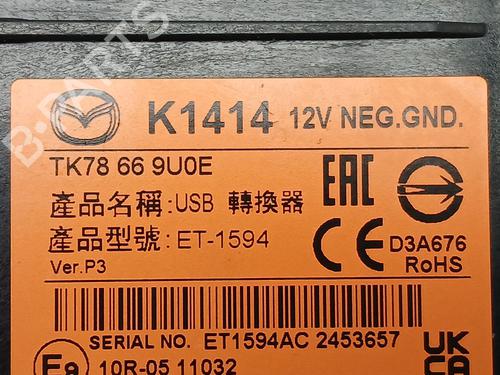 K1414 12V NEG.GND.
TK78 66 9U0E
EAC
產品名稱:USB 轉換器
產品型號:ET-1594
CE D3A676
RoHS
Ver.P3
SERIAL NO. ET1594AC 2453657
10R-05 11032
UK
CA
B-PARTS